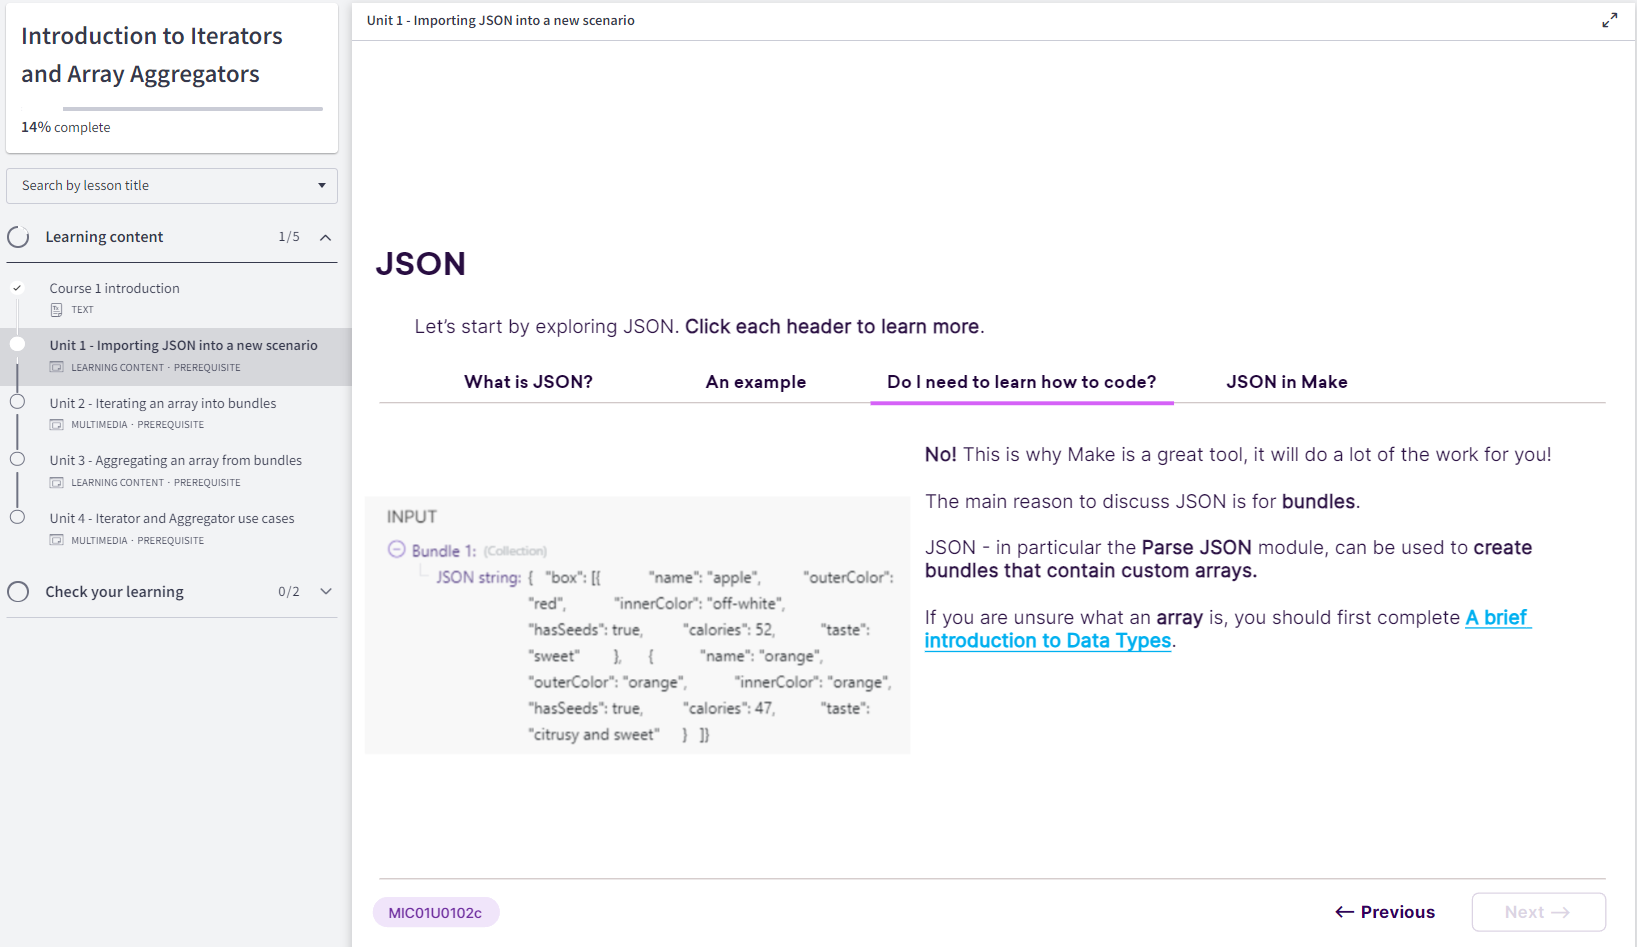 Introduction to Iterators
and Array Aggregators
14% complete
Search by lesson title
Learning content 1/5
Course 1 introduction
TEXT
Unit 1 - Importing JSON into a new scenario
LEARNING CONTENT · PREREQUISITE
Unit 2 - Iterating an array into bundles
MULTIMEDIA · PREREQUISITE
Unit 3 - Aggregating an array from bundles
LEARNING CONTENT · PREREQUISITE
Unit 4 - Iterator and Aggregator use cases
MULTIMEDIA · PREREQUISITE
Check your learning 0/2
Unit 1 - Importing JSON into a new scenario
JSON
Let's start by exploring JSON. Click each header to learn more.
What is JSON? An example Do I need to learn how to code? JSON in Make
INPUT
Bundle 1: (Collection)
JSON string: { "box": [{ "name": "apple", "outerColor":
"red", "innerColor": "off-white",
"hasSeeds": true, "calories": 52, "taste":
"sweet" }, { "name": "orange",
"outerColor": "orange", "innerColor": "orange",
"hasSeeds": true, "calories": 47, "taste":
"citrusy and sweet" } ]}
No! This is why Make is a great tool, it will do a lot of the work for you!
The main reason to discuss JSON is for bundles.
JSON - in particular the Parse JSON module, can be used to create
bundles that contain custom arrays.
If you are unsure what an array is, you should first complete A brief
introduction to Data Types.
MIC01U0102c
← Previous
Next →